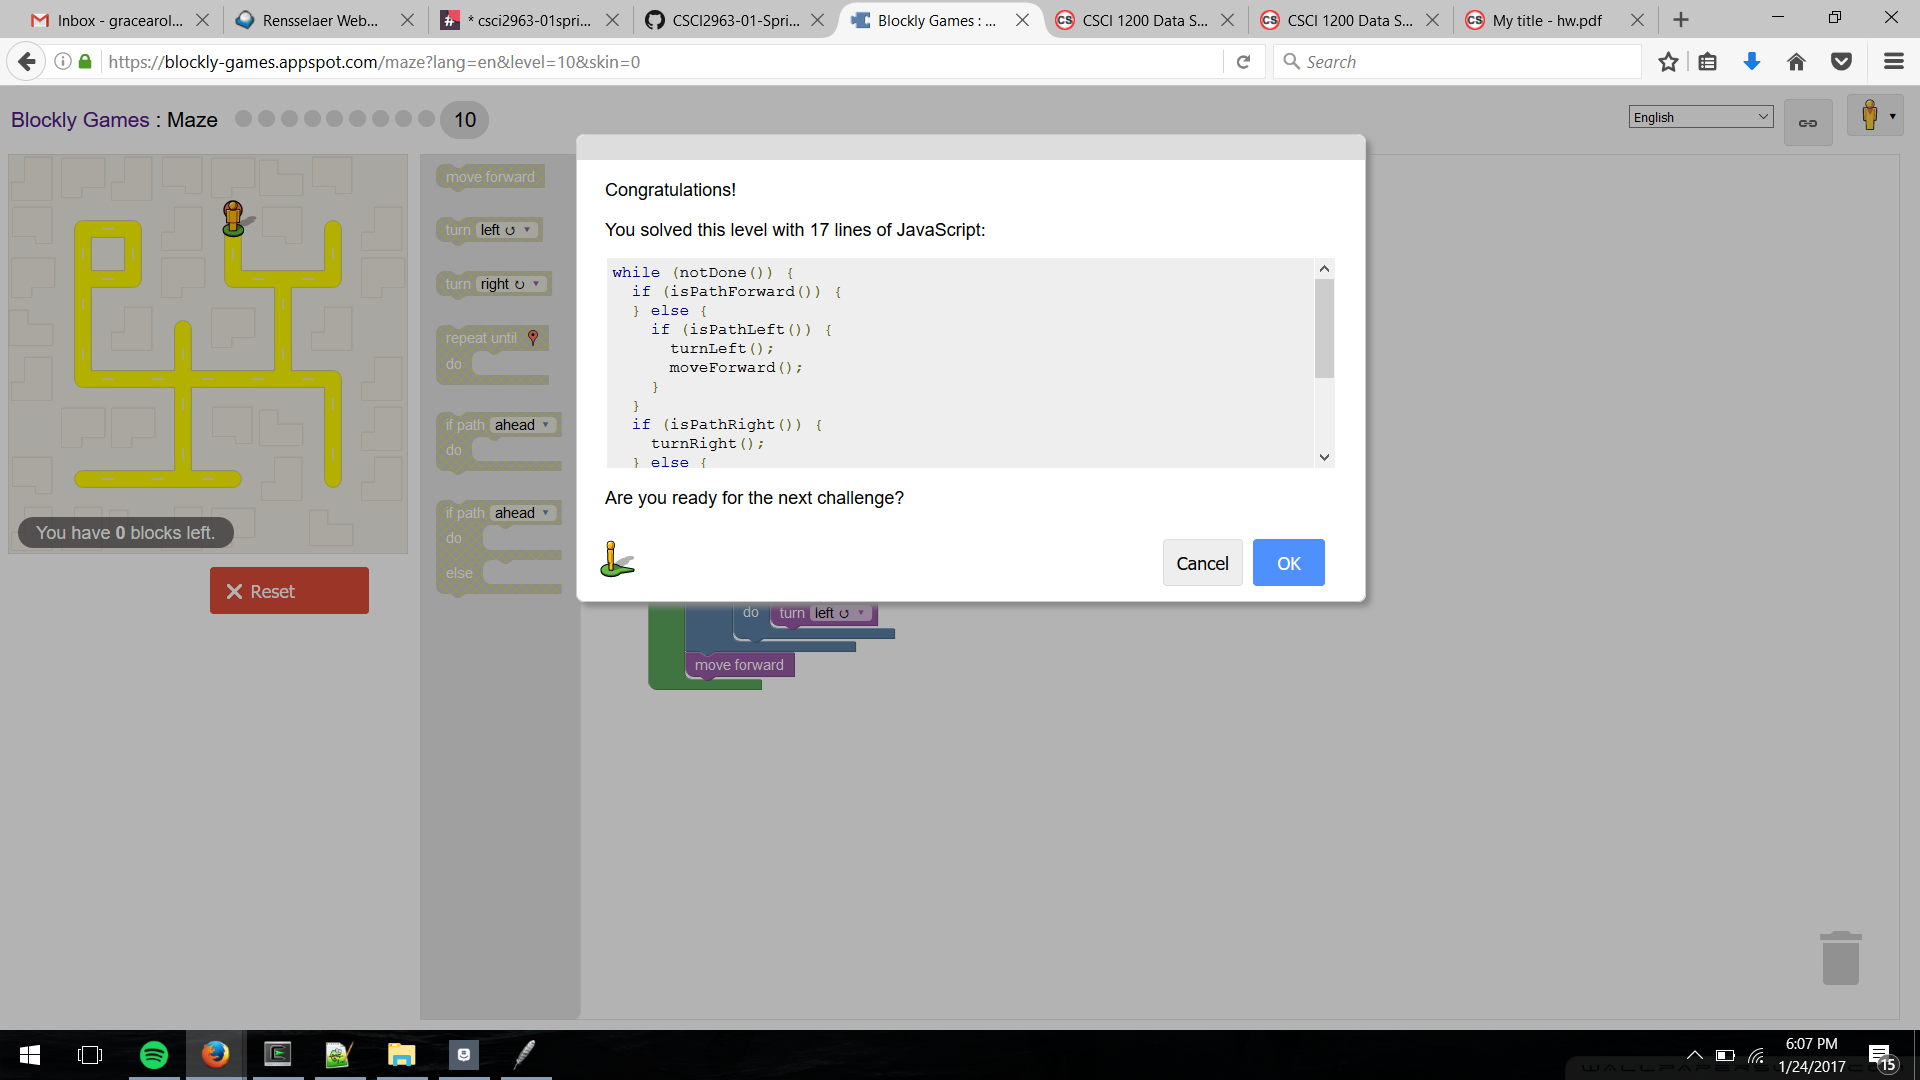 Inbox - gracearol...
Rensselaer Web...
* csci2963-01spri...
CSCI2963-01-Spri...
Blockly Games : ...
CSCI 1200 Data S...
CSCI 1200 Data S...
My title - hw.pdf
https://blockly-games.appspot.com/maze?lang=en&level=10&skin=0
Search
Blockly Games : Maze
10
English
move forward
turn left
turn right
repeat until
do
if path ahead
do
if path ahead
do
else
You have 0 blocks left.
Reset
Congratulations!
You solved this level with 17 lines of JavaScript:
while (notDone()) {
if (isPathForward()) {
} else {
if (isPathLeft()) {
turnLeft();
moveForward();
}
}
if (isPathRight()) {
turnRight();
} else {
Are you ready for the next challenge?
Cancel
OK
do turn left
move forward
6:07 PM
1/24/2017
15